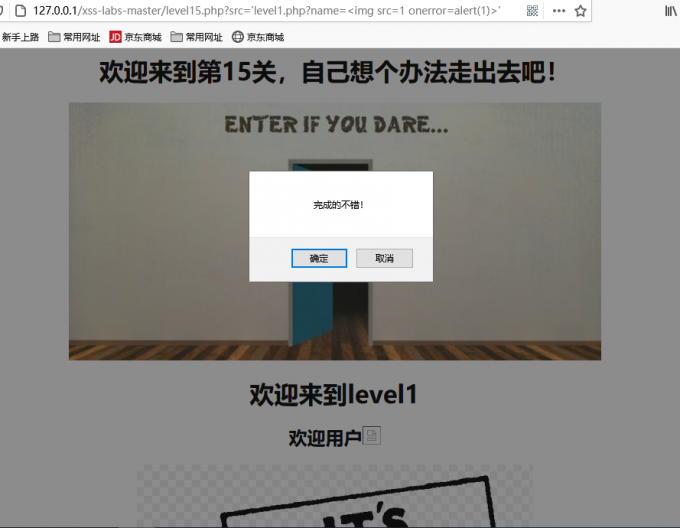 127.0.0.1/xss-labs-master/level15.php?src='level1.php?name=<img src=1 onerror=alert(1)>'
新手上路 常用网址 JD 京东商城 常用网址 京东商城
欢迎来到第15关，自己想个办法走出去吧！
ENTER IF YOU DARE...
完成的不错！
确定 取消
欢迎来到level1
欢迎用户
IT'S